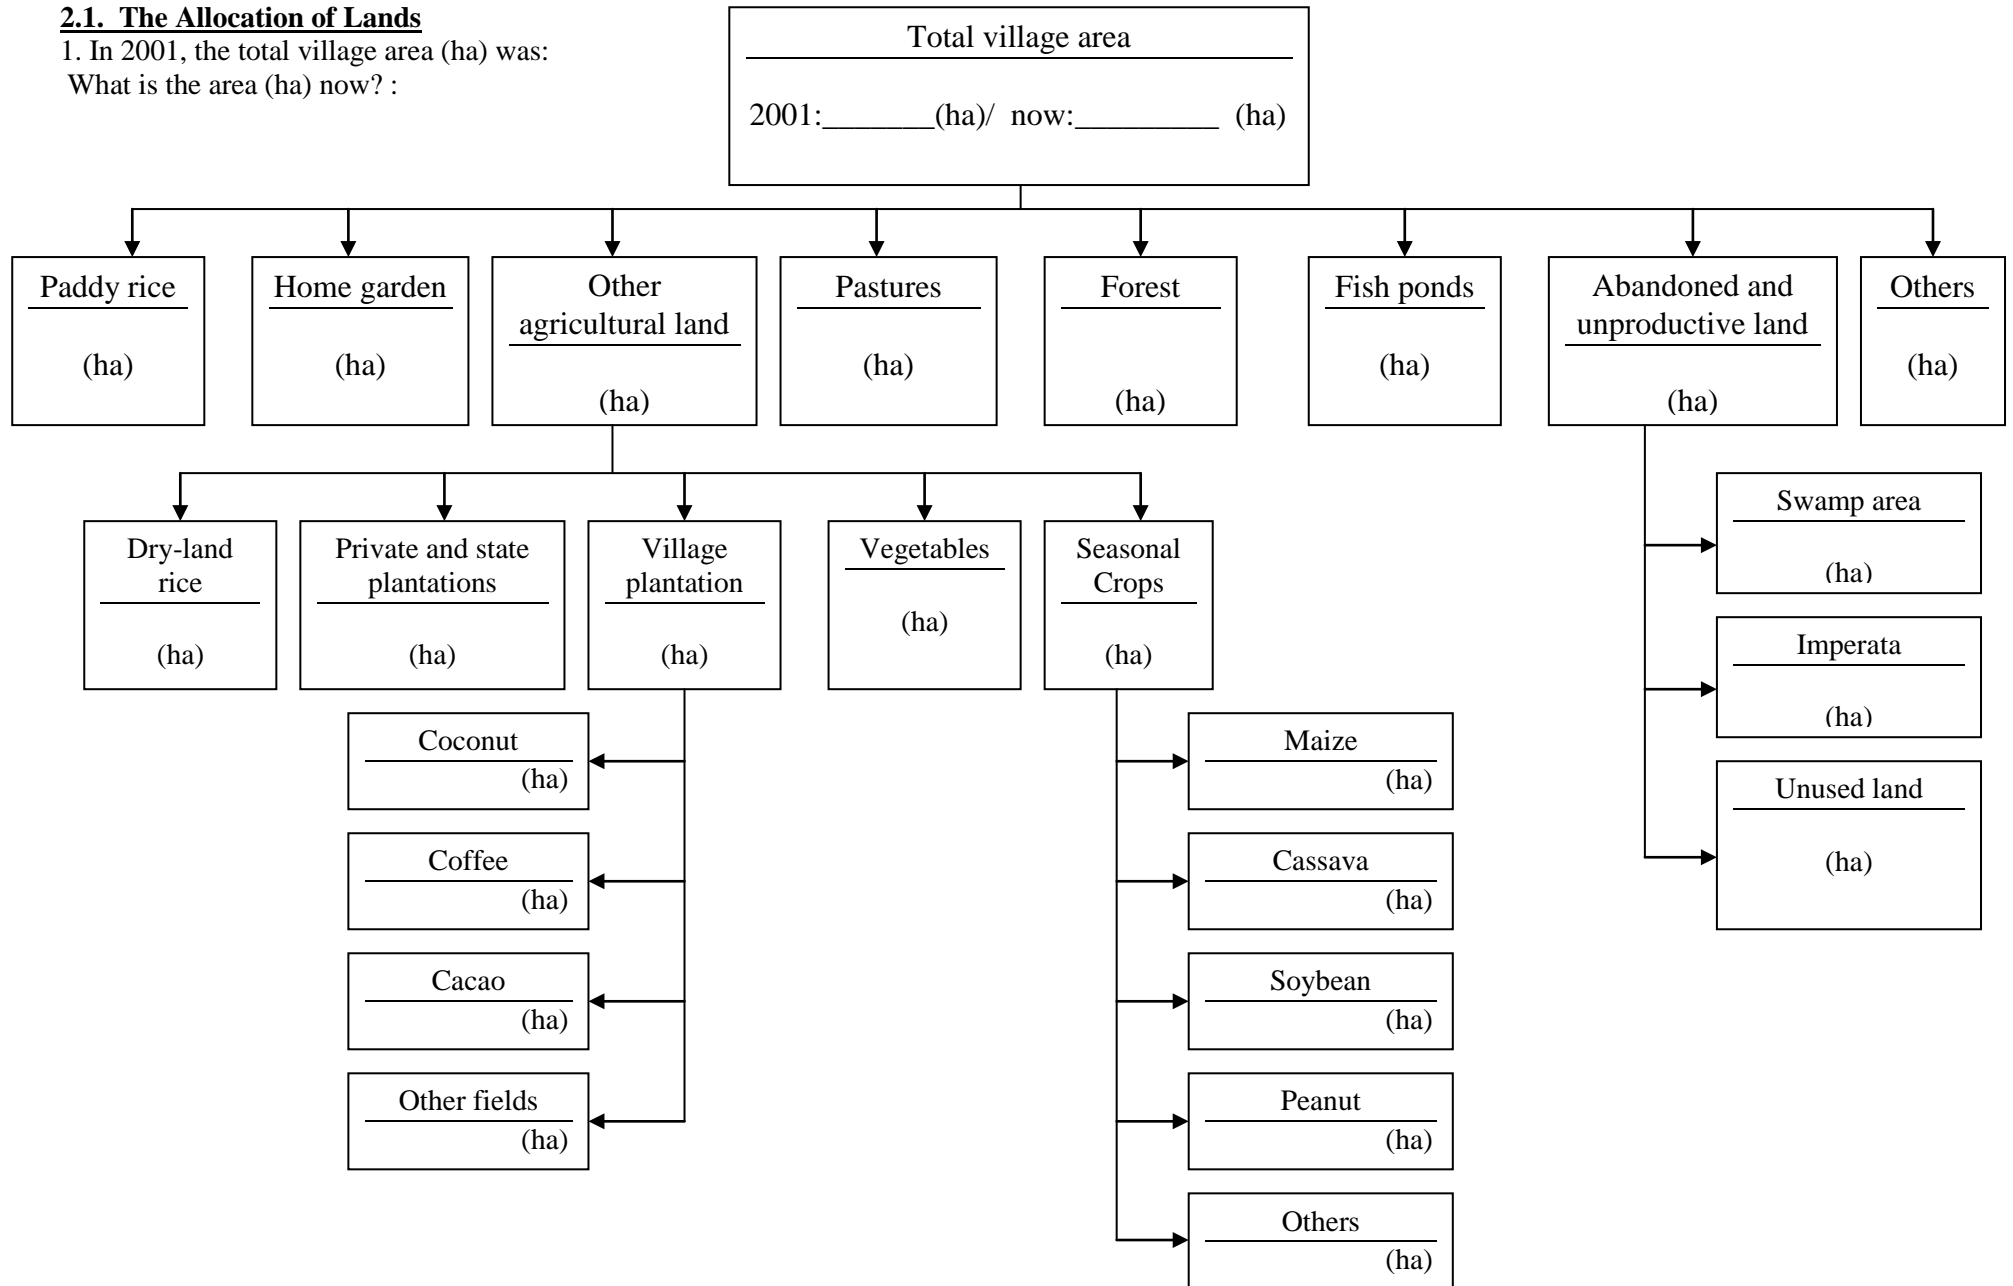 2.1. The Allocation of Lands
1. In 2001, the total village area (ha) was:
What is the area (ha) now? :
Total village area
2001:_______(ha)/ now:_________ (ha)
Paddy rice
(ha)
Home garden
(ha)
Other
agricultural land
(ha)
Pastures
(ha)
Forest
(ha)
Fish ponds
(ha)
Abandoned and
unproductive land
(ha)
Others
(ha)
Dry-land
rice
(ha)
Private and state
plantations
(ha)
Village
plantation
(ha)
Vegetables
(ha)
Seasonal
Crops
(ha)
Swamp area
(ha)
Imperata
(ha)
Unused land
(ha)
Coconut
(ha)
Coffee
(ha)
Cacao
(ha)
Other fields
(ha)
Maize
(ha)
Cassava
(ha)
Soybean
(ha)
Peanut
(ha)
Others
(ha)